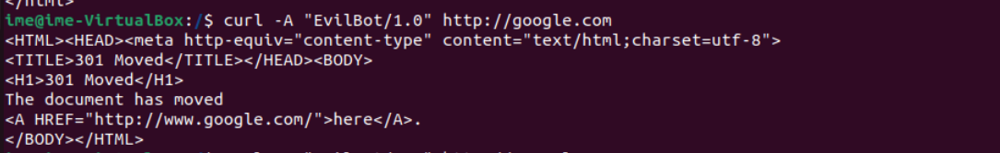 </html>
ime@ime-VirtualBox:/$ curl -A "EvilBot/1.0" http://google.com
<HTML><HEAD><meta http-equiv="content-type" content="text/html;charset=utf-8">
<TITLE>301 Moved</TITLE></HEAD><BODY>
<H1>301 Moved</H1>
The document has moved
<A HREF="http://www.google.com/">here</A>.
</BODY></HTML>